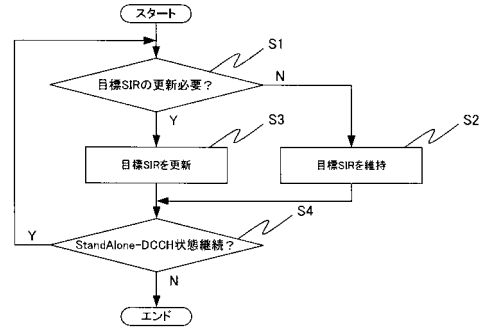 スタート
S1
目標SIRの更新必要？
N
Y
S3
S2
目標SIRを更新
目標SIRを維持
S4
Y
StandAlone-DCCH状態継続？
N
エンド